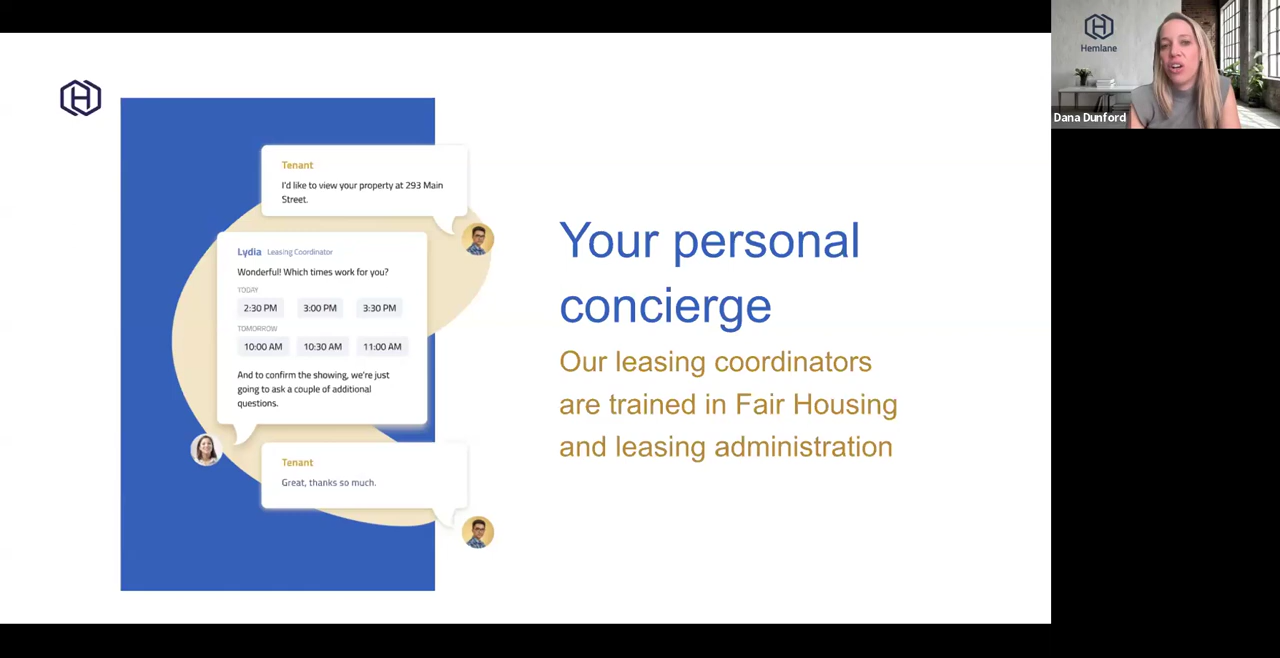 Hemlane
Dana Dunford
Tenant
I'd like to view your property at 293 Main
Street.
Lydia Leasing Coordinator
Wonderful! Which times work for you?
TODAY
2:30 PM 3:00 PM 3:30 PM
TOMORROW
10:00 AM 10:30 AM 11:00 AM
And to confirm the showing, we're just
going to ask a couple of additional
questions.
Tenant
Great, thanks so much.
Your personal
concierge
Our leasing coordinators
are trained in Fair Housing
and leasing administration